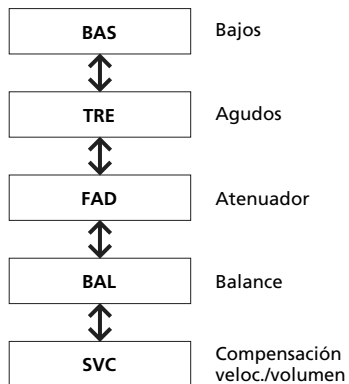 BAS Bajos
TRE Agudos
FAD Atenuador
BAL Balance
SVC Compensación
veloc./volumen